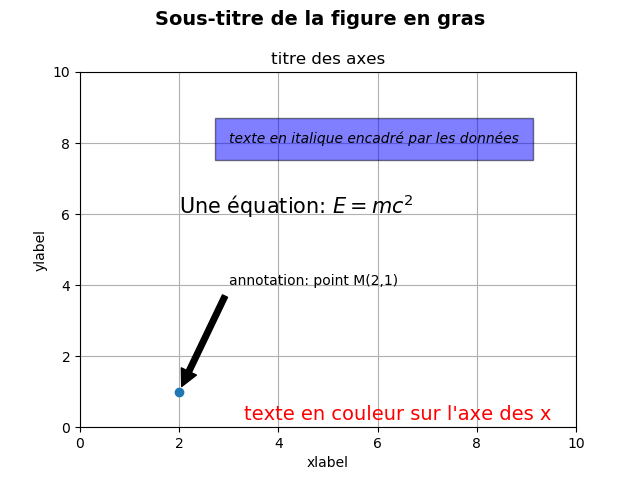 Sous-titre de la figure en gras
titre des axes
10
texte en italique encadré par les données
8
Une équation: $E = mc^2$
6
ylabel
annotation: point M(2,1)
4
2
texte en couleur sur l'axe des x
0
0 2 4 6 8 10
xlabel